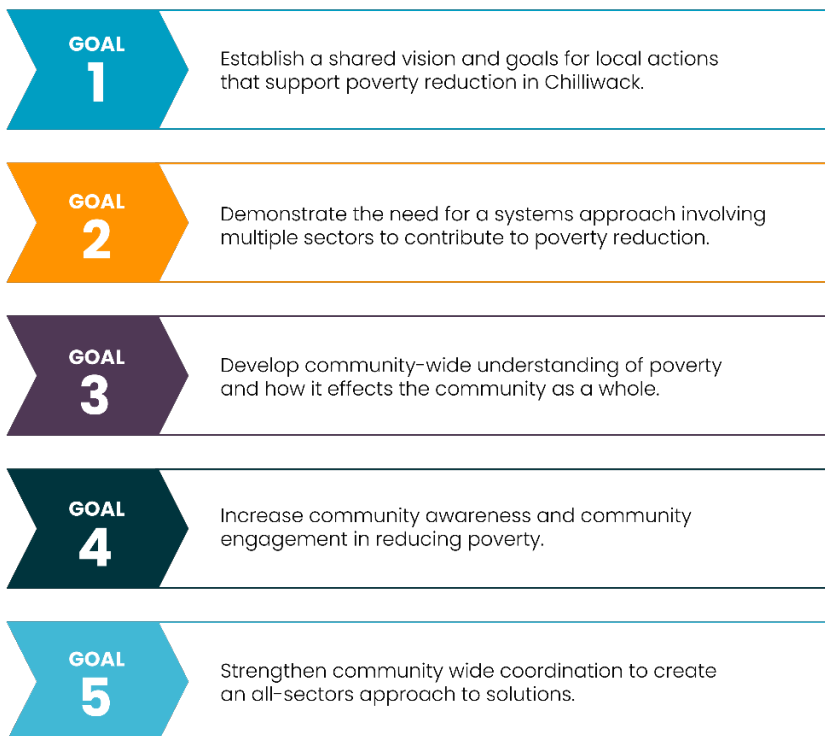 GOAL
1
Establish a shared vision and goals for local actions
that support poverty reduction in Chilliwack.
GOAL
2
Demonstrate the need for a systems approach involving
multiple sectors to contribute to poverty reduction.
GOAL
3
Develop community-wide understanding of poverty
and how it effects the community as a whole.
GOAL
4
Increase community awareness and community
engagement in reducing poverty.
GOAL
5
Strengthen community wide coordination to create
an all-sectors approach to solutions.